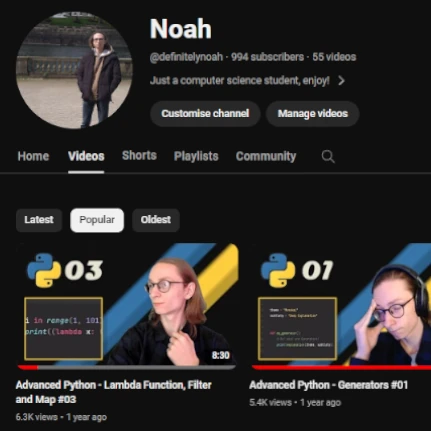 Noah
@definitelynoah · 994 subscribers · 55 videos
Just a computer science student, enjoy!
Customise channel Manage videos
Home Videos Shorts Playlists Community
Latest Popular Oldest
03
01
i in range(1, 101
print((lambda x:
8:30
Advanced Python - Lambda Function, Filter
and Map #03
6.3K views · 1 year ago
Advanced Python - Generators #01
5.4K views · 1 year ago